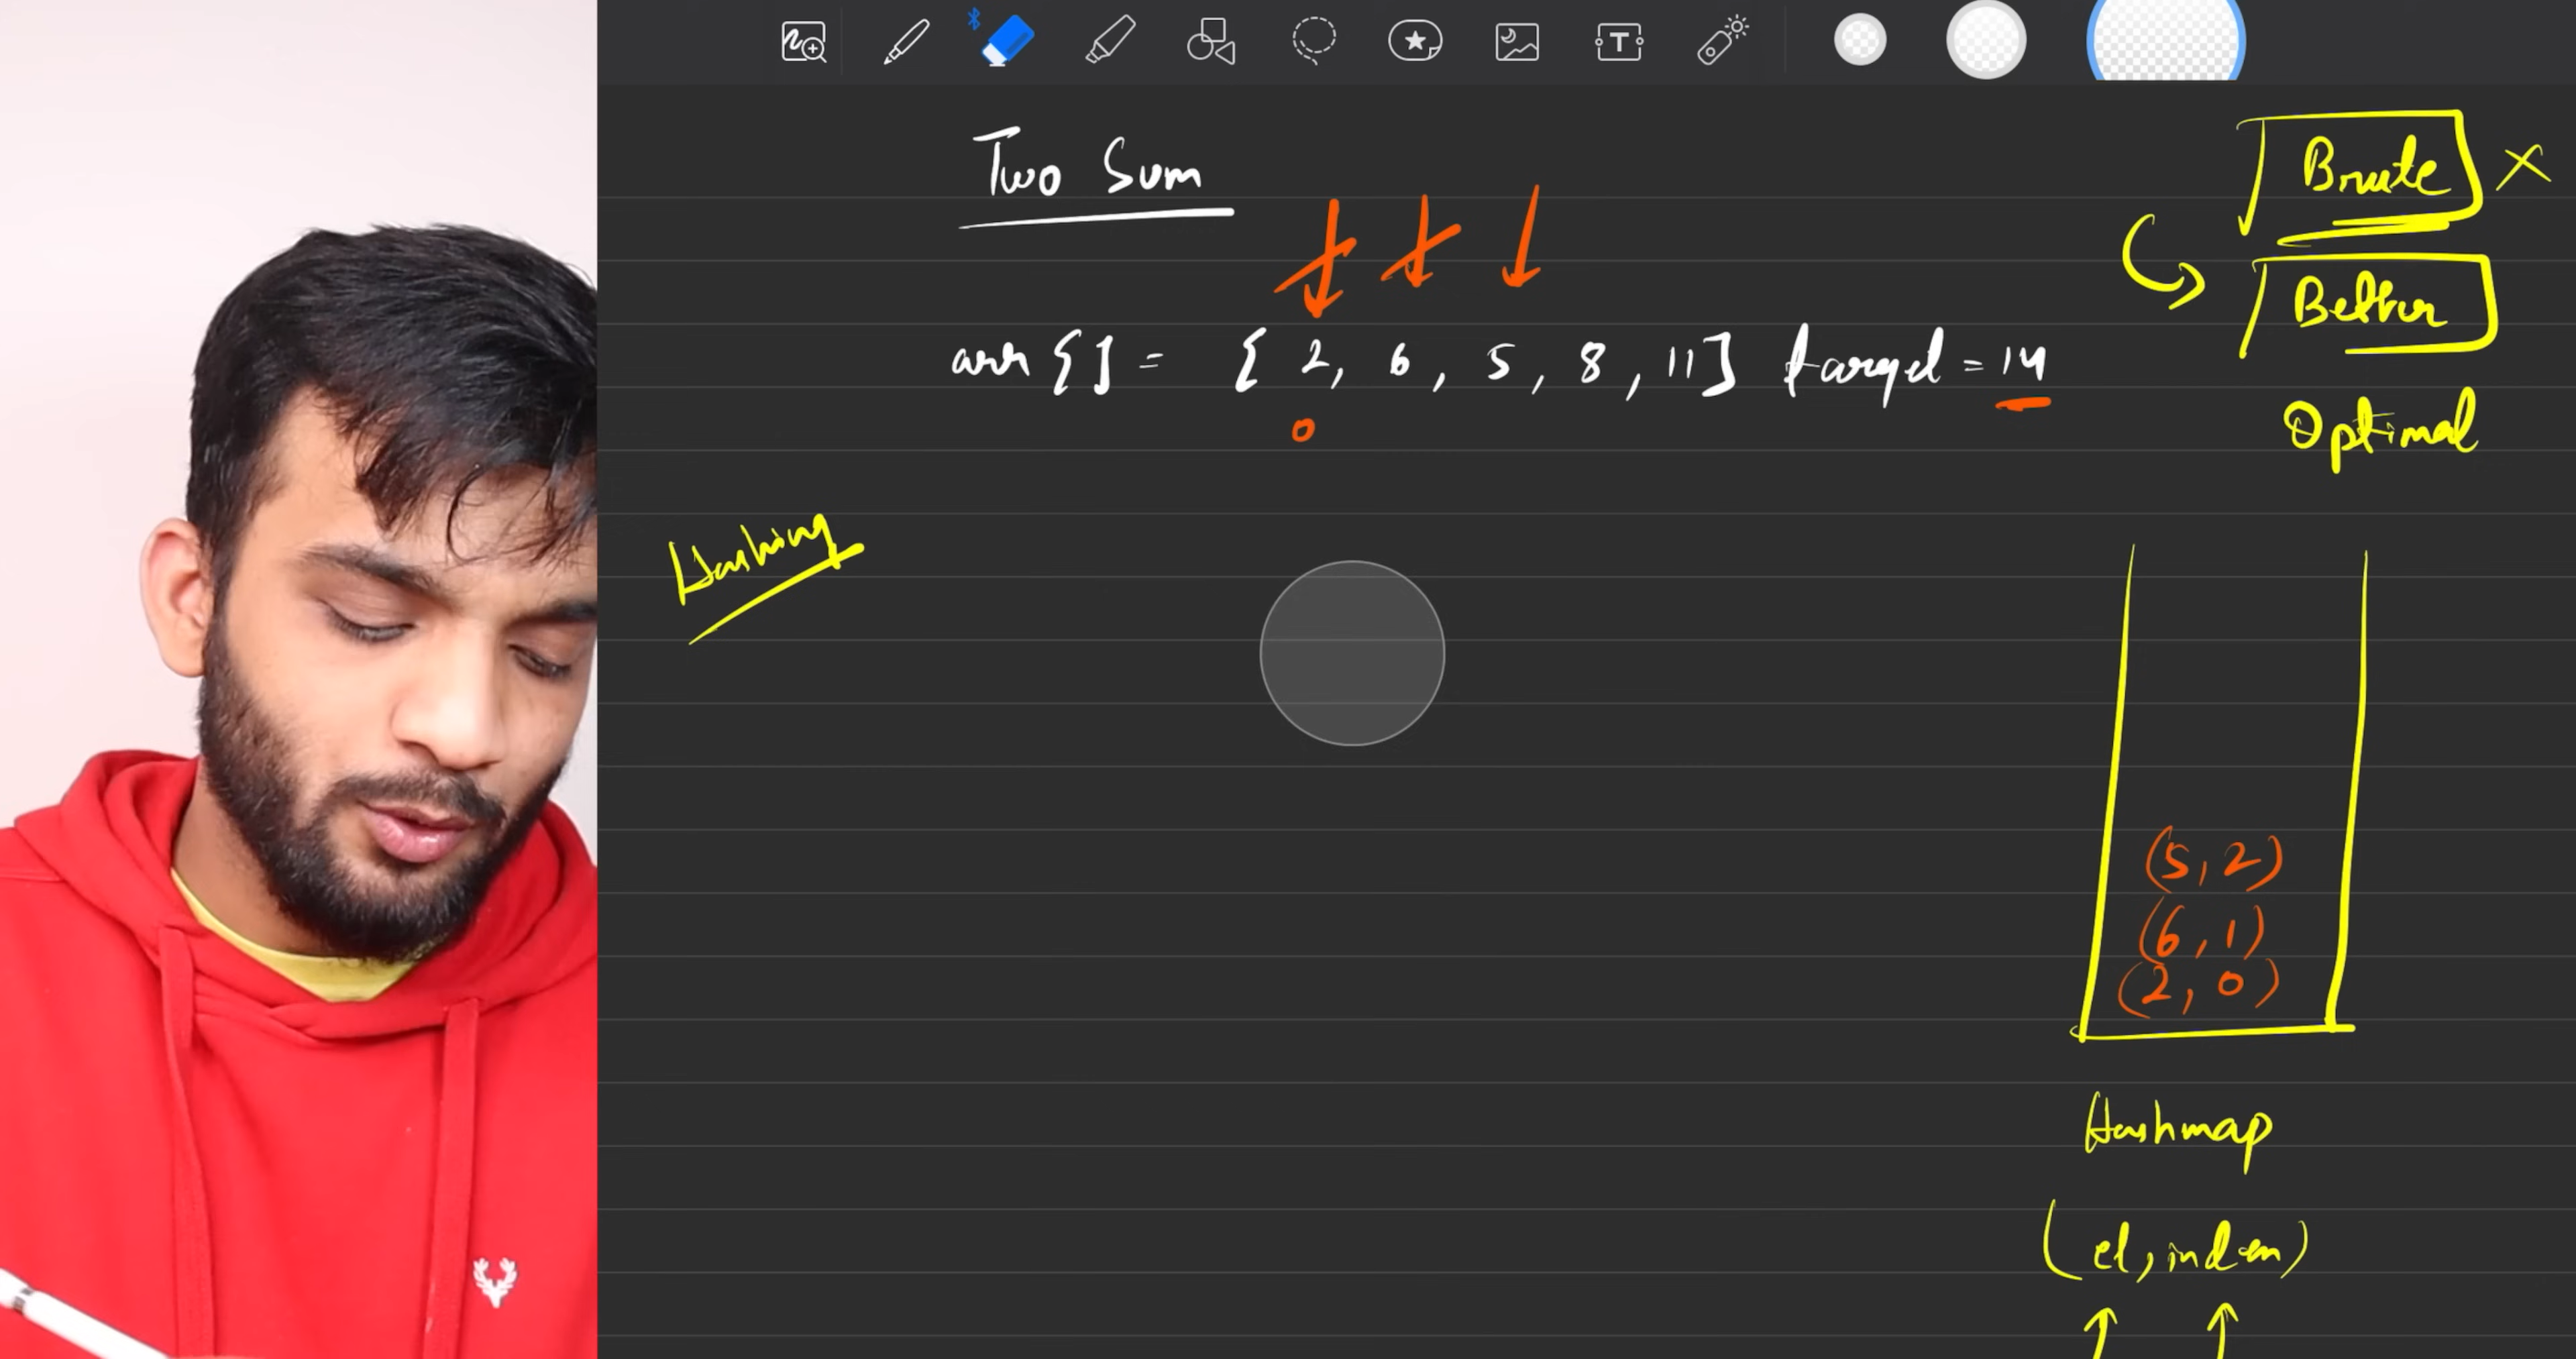 Two Sum
arr[] = [ 2, 6, 5, 8, 11] target = 14
0
Brute
Better
Optimal
Hashing
(5, 2)
(6, 1)
(2, 0)
Hashmap
(el, index)